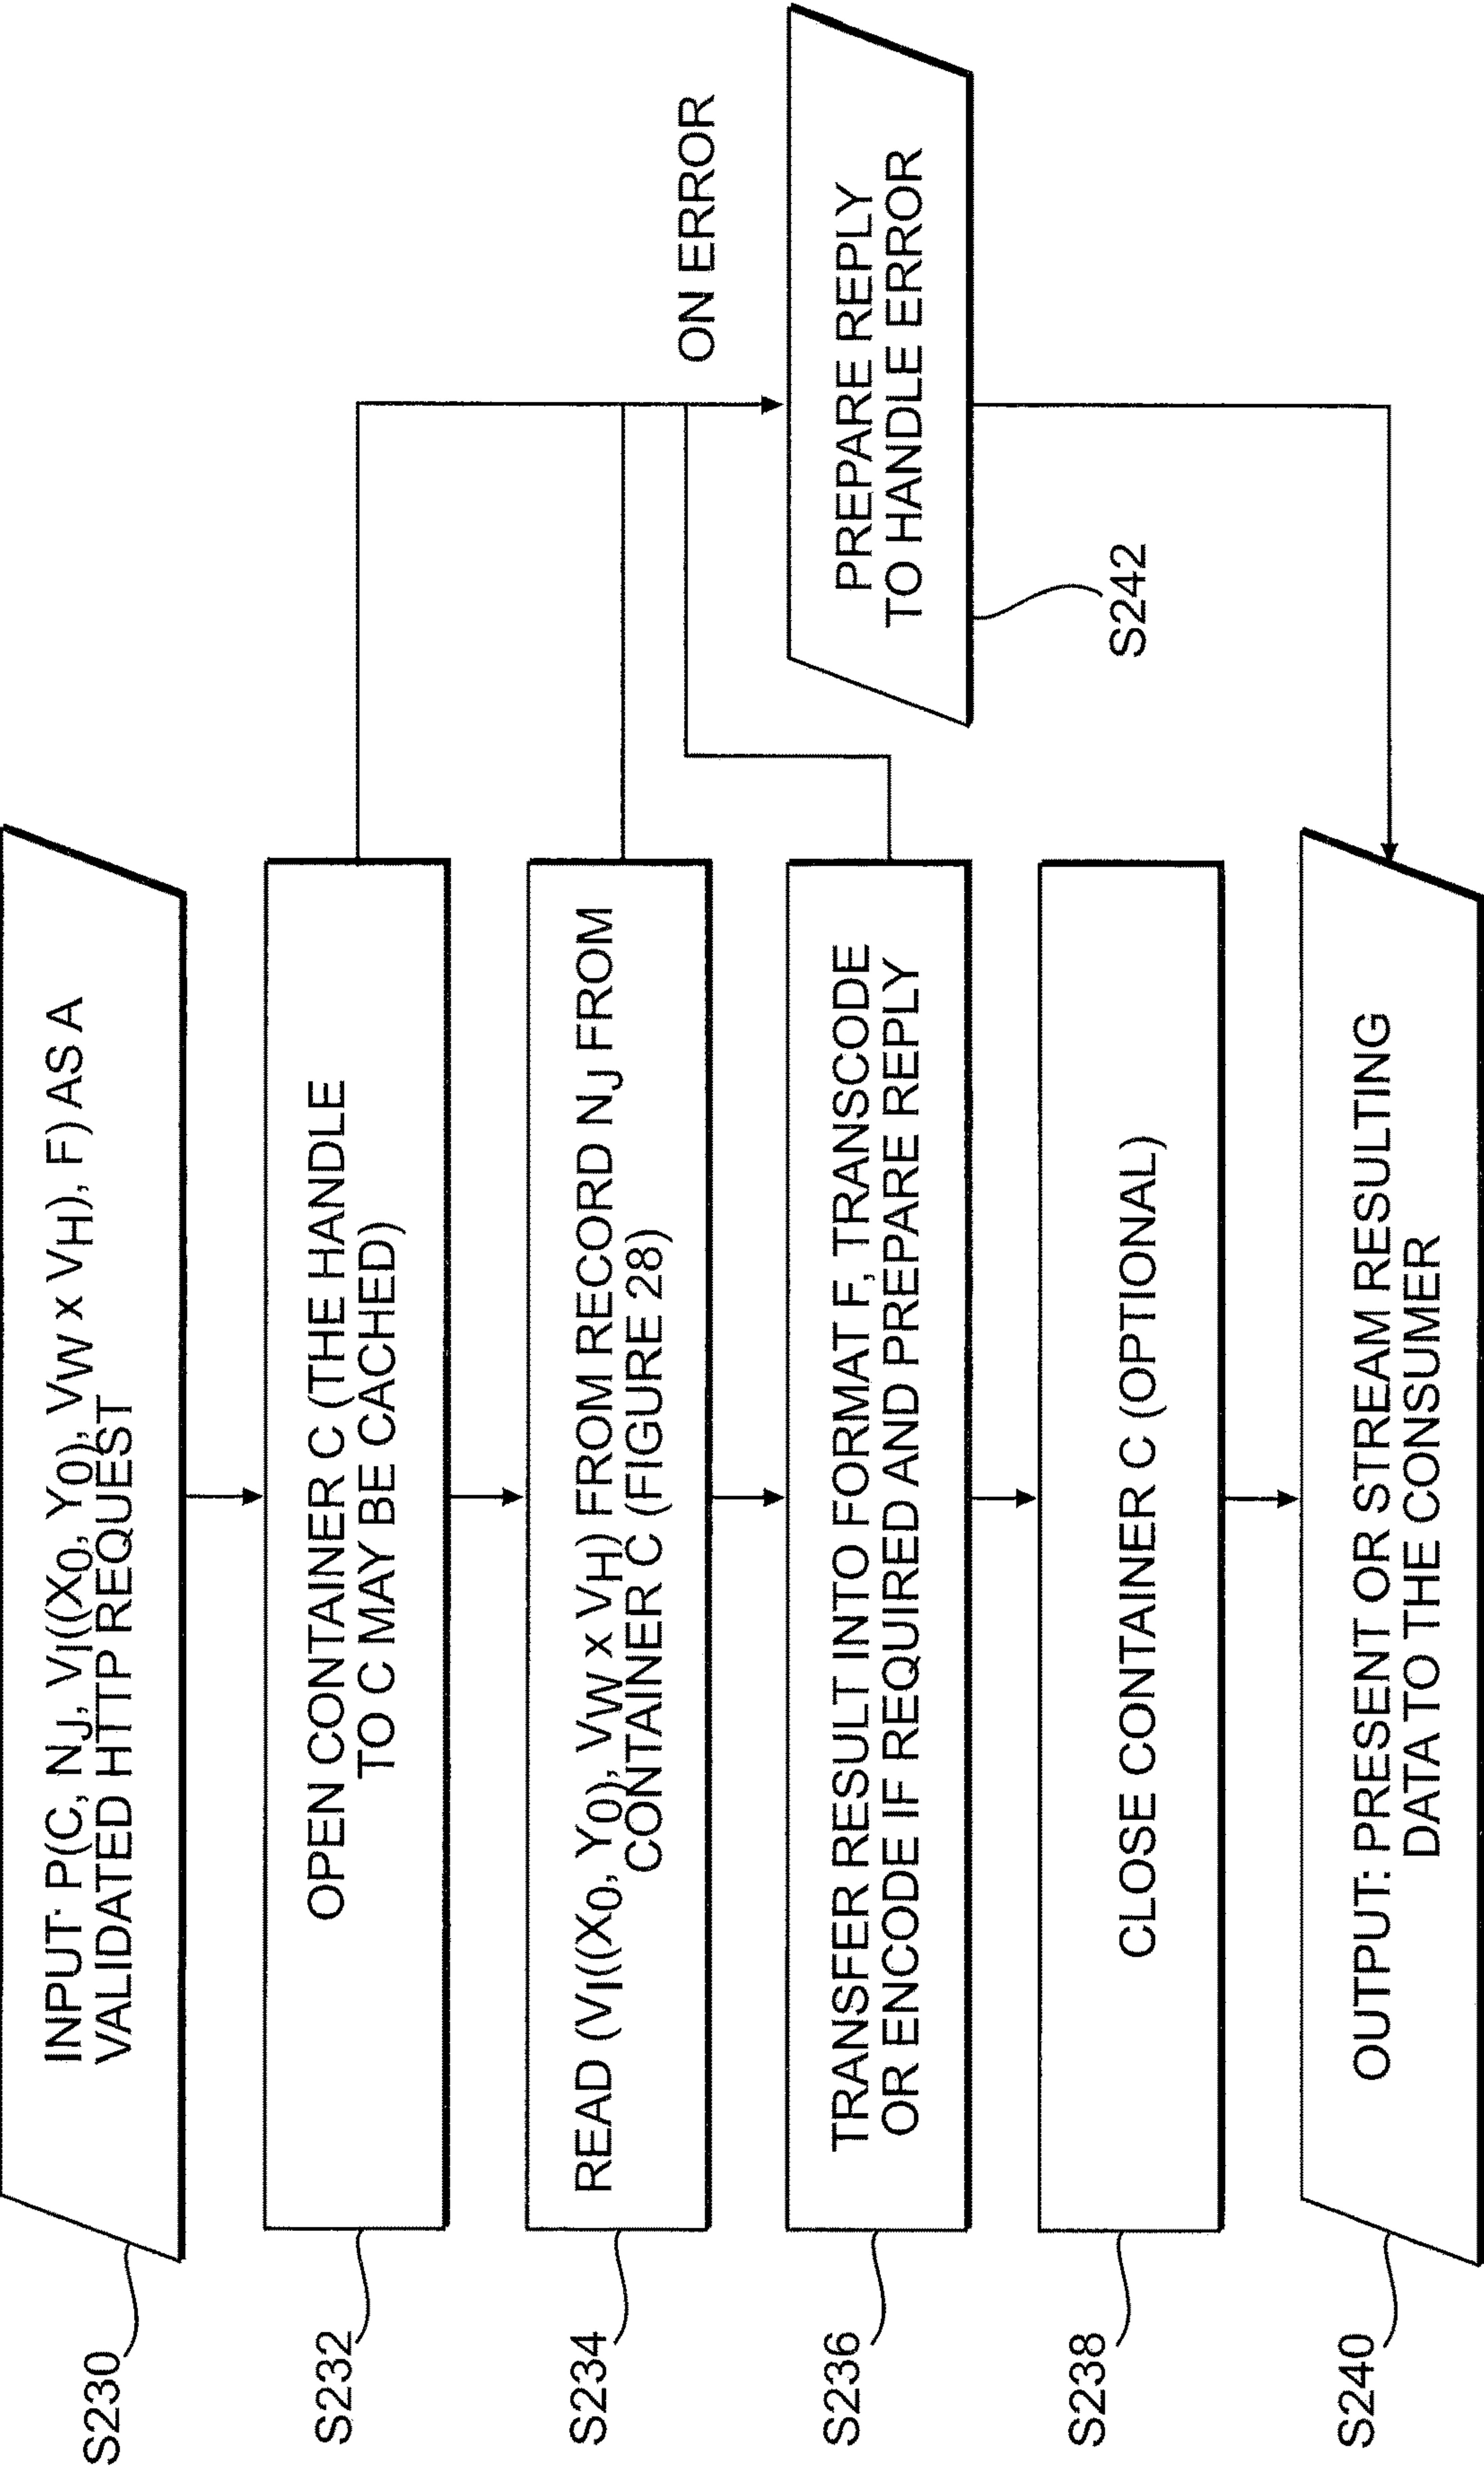 S230
INPUT: P(C, NJ, VI((X0, Y0), VW x VH), F) AS A
VALIDATED HTTP REQUEST
S232
OPEN CONTAINER C (THE HANDLE
TO C MAY BE CACHED)
S234
READ (VI((X0, Y0), VW x VH) FROM RECORD NJ FROM
CONTAINER C (FIGURE 28)
ON ERROR
S236
TRANSFER RESULT INTO FORMAT F, TRANSCODE
OR ENCODE IF REQUIRED AND PREPARE REPLY
PREPARE REPLY
TO HANDLE ERROR
S242
S238
CLOSE CONTAINER C (OPTIONAL)
S240
OUTPUT: PRESENT OR STREAM RESULTING
DATA TO THE CONSUMER